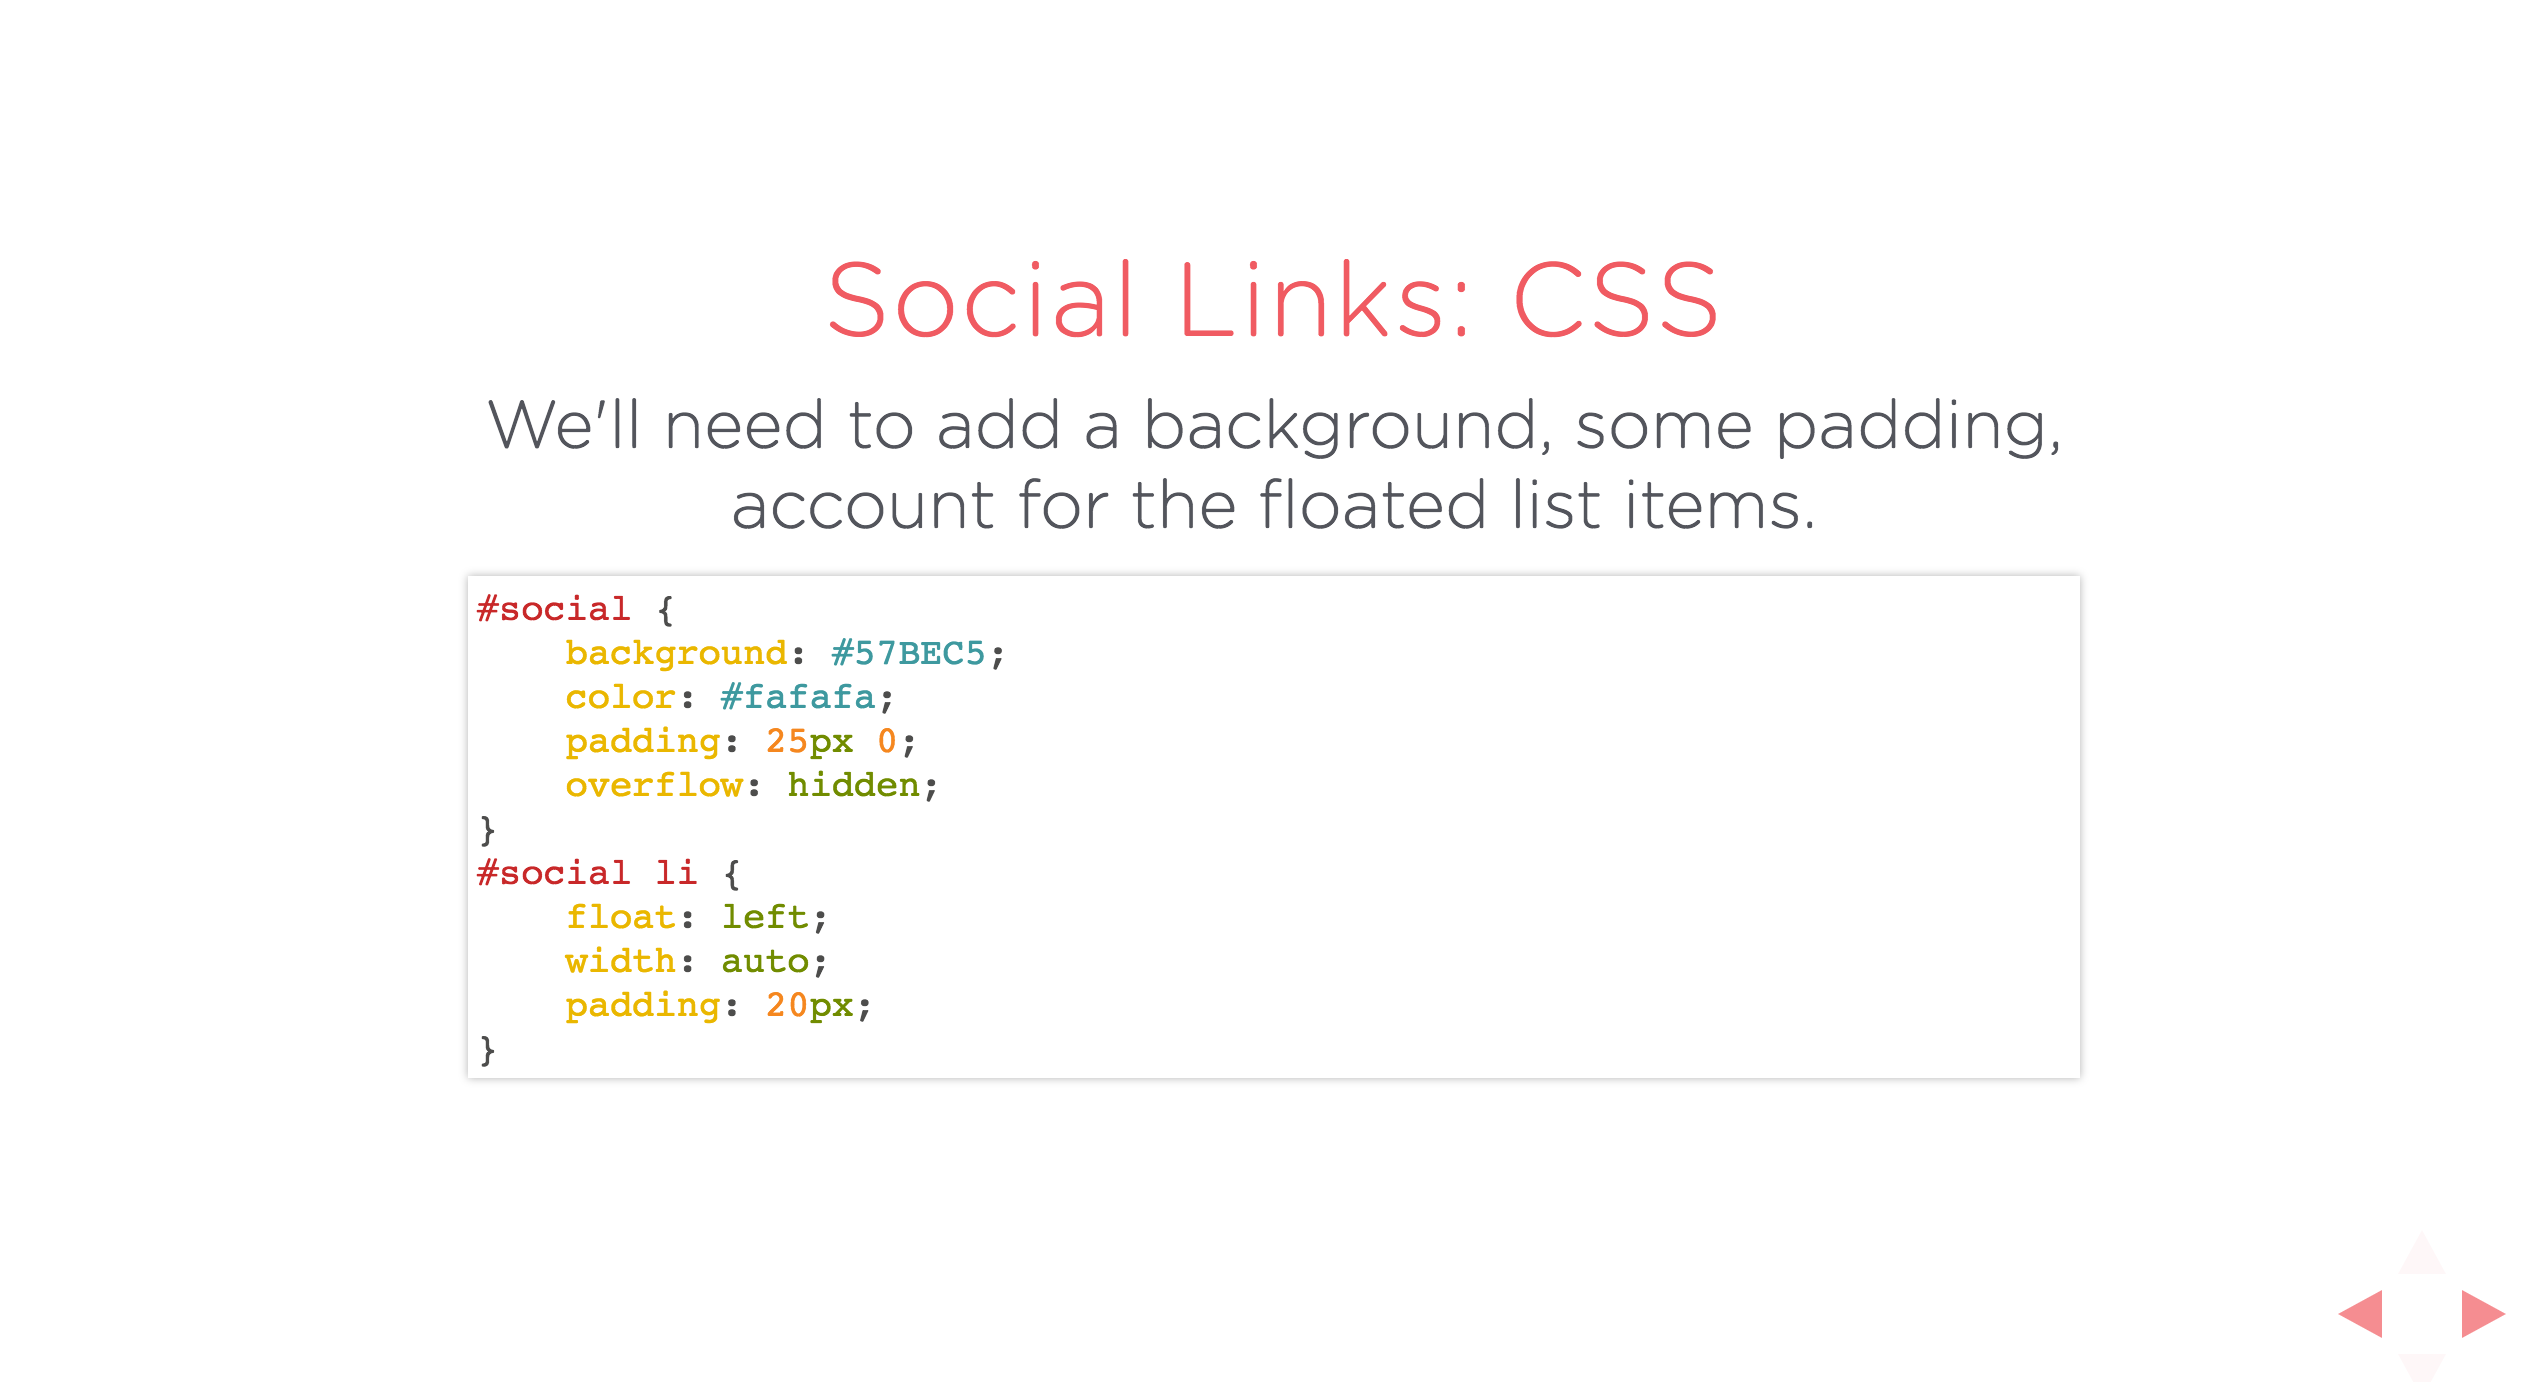 Social Links: CSS
We'll need to add a background, some padding,
account for the floated list items.
#social {
    background: #57BEC5;
    color: #fafafa;
    padding: 25px 0;
    overflow: hidden;
}
#social li {
    float: left;
    width: auto;
    padding: 20px;
}